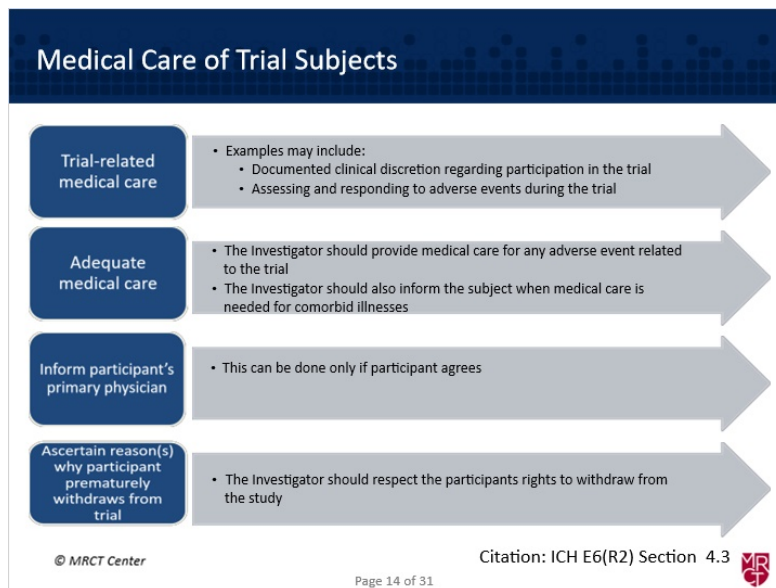 Medical Care of Trial Subjects
Trial-related
medical care
• Examples may include:
• Documented clinical discretion regarding participation in the trial
• Assessing and responding to adverse events during the trial
Adequate
medical care
• The Investigator should provide medical care for any adverse event related
to the trial
• The Investigator should also inform the subject when medical care is
needed for comorbid illnesses
Inform participant's
primary physician
• This can be done only if participant agrees
Ascertain reason(s)
why participant
prematurely
withdraws from
trial
• The Investigator should respect the participants rights to withdraw from
the study
© MRCT Center
Citation: ICH E6(R2) Section 4.3
MR
CT
Page 14 of 31